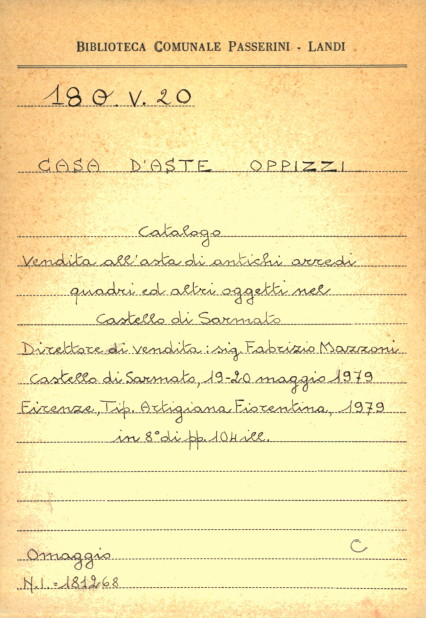 BIBLIOTECA COMUNALE PASSERINI - LANDI
18 O. V. 20
CASA D'ASTE OPPIZZI
Catalogo
Vendita all'asta di antichi arredi
quadri ed altri oggetti nel
Castello di Sarmato
Direttore di vendita: sig. Fabrizio Mazzoni
Castello di Sarmato, 19-20 maggio 1979
Firenze, Tip. Artigiana Fiorentina, 1979
in 8° di pp. 104 ill.
C
Omaggio
N.I. = 181268